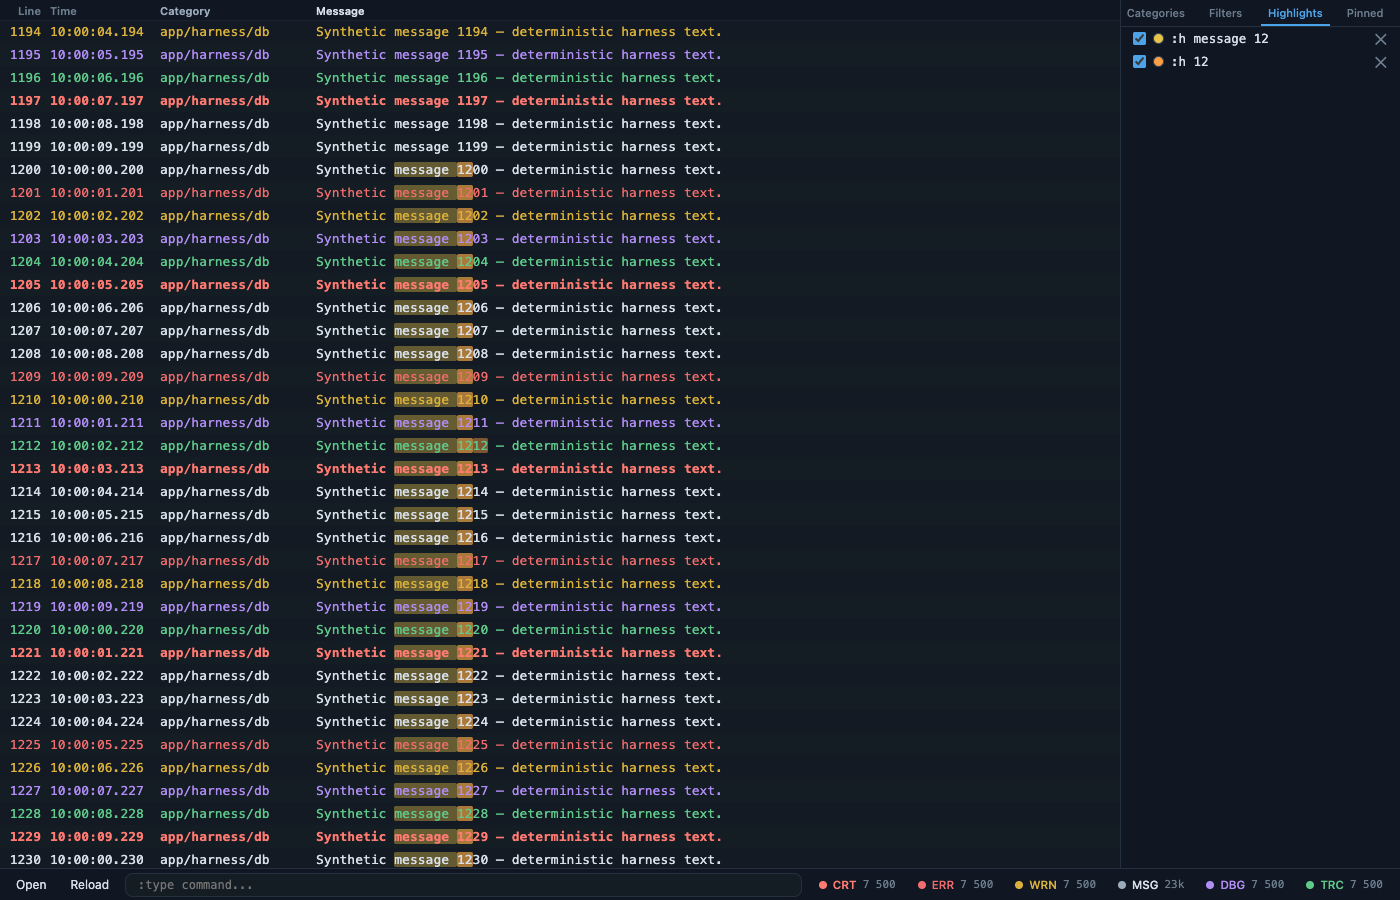 Line Time Category Message
1194 10:00:04.194 app/harness/db Synthetic message 1194 — deterministic harness text.
1195 10:00:05.195 app/harness/db Synthetic message 1195 — deterministic harness text.
1196 10:00:06.196 app/harness/db Synthetic message 1196 — deterministic harness text.
1197 10:00:07.197 app/harness/db Synthetic message 1197 — deterministic harness text.
1198 10:00:08.198 app/harness/db Synthetic message 1198 — deterministic harness text.
1199 10:00:09.199 app/harness/db Synthetic message 1199 — deterministic harness text.
1200 10:00:00.200 app/harness/db Synthetic message 1200 — deterministic harness text.
1201 10:00:01.201 app/harness/db Synthetic message 1201 — deterministic harness text.
1202 10:00:02.202 app/harness/db Synthetic message 1202 — deterministic harness text.
1203 10:00:03.203 app/harness/db Synthetic message 1203 — deterministic harness text.
1204 10:00:04.204 app/harness/db Synthetic message 1204 — deterministic harness text.
1205 10:00:05.205 app/harness/db Synthetic message 1205 — deterministic harness text.
1206 10:00:06.206 app/harness/db Synthetic message 1206 — deterministic harness text.
1207 10:00:07.207 app/harness/db Synthetic message 1207 — deterministic harness text.
1208 10:00:08.208 app/harness/db Synthetic message 1208 — deterministic harness text.
1209 10:00:09.209 app/harness/db Synthetic message 1209 — deterministic harness text.
1210 10:00:00.210 app/harness/db Synthetic message 1210 — deterministic harness text.
1211 10:00:01.211 app/harness/db Synthetic message 1211 — deterministic harness text.
1212 10:00:02.212 app/harness/db Synthetic message 1212 — deterministic harness text.
1213 10:00:03.213 app/harness/db Synthetic message 1213 — deterministic harness text.
1214 10:00:04.214 app/harness/db Synthetic message 1214 — deterministic harness text.
1215 10:00:05.215 app/harness/db Synthetic message 1215 — deterministic harness text.
1216 10:00:06.216 app/harness/db Synthetic message 1216 — deterministic harness text.
1217 10:00:07.217 app/harness/db Synthetic message 1217 — deterministic harness text.
1218 10:00:08.218 app/harness/db Synthetic message 1218 — deterministic harness text.
1219 10:00:09.219 app/harness/db Synthetic message 1219 — deterministic harness text.
1220 10:00:00.220 app/harness/db Synthetic message 1220 — deterministic harness text.
1221 10:00:01.221 app/harness/db Synthetic message 1221 — deterministic harness text.
1222 10:00:02.222 app/harness/db Synthetic message 1222 — deterministic harness text.
1223 10:00:03.223 app/harness/db Synthetic message 1223 — deterministic harness text.
1224 10:00:04.224 app/harness/db Synthetic message 1224 — deterministic harness text.
1225 10:00:05.225 app/harness/db Synthetic message 1225 — deterministic harness text.
1226 10:00:06.226 app/harness/db Synthetic message 1226 — deterministic harness text.
1227 10:00:07.227 app/harness/db Synthetic message 1227 — deterministic harness text.
1228 10:00:08.228 app/harness/db Synthetic message 1228 — deterministic harness text.
1229 10:00:09.229 app/harness/db Synthetic message 1229 — deterministic harness text.
1230 10:00:00.230 app/harness/db Synthetic message 1230 — deterministic harness text.
Categories Filters Highlights Pinned
:h message 12
:h 12
Open Reload :type command... CRT 7 500 ERR 7 500 WRN 7 500 MSG 23k DBG 7 500 TRC 7 500